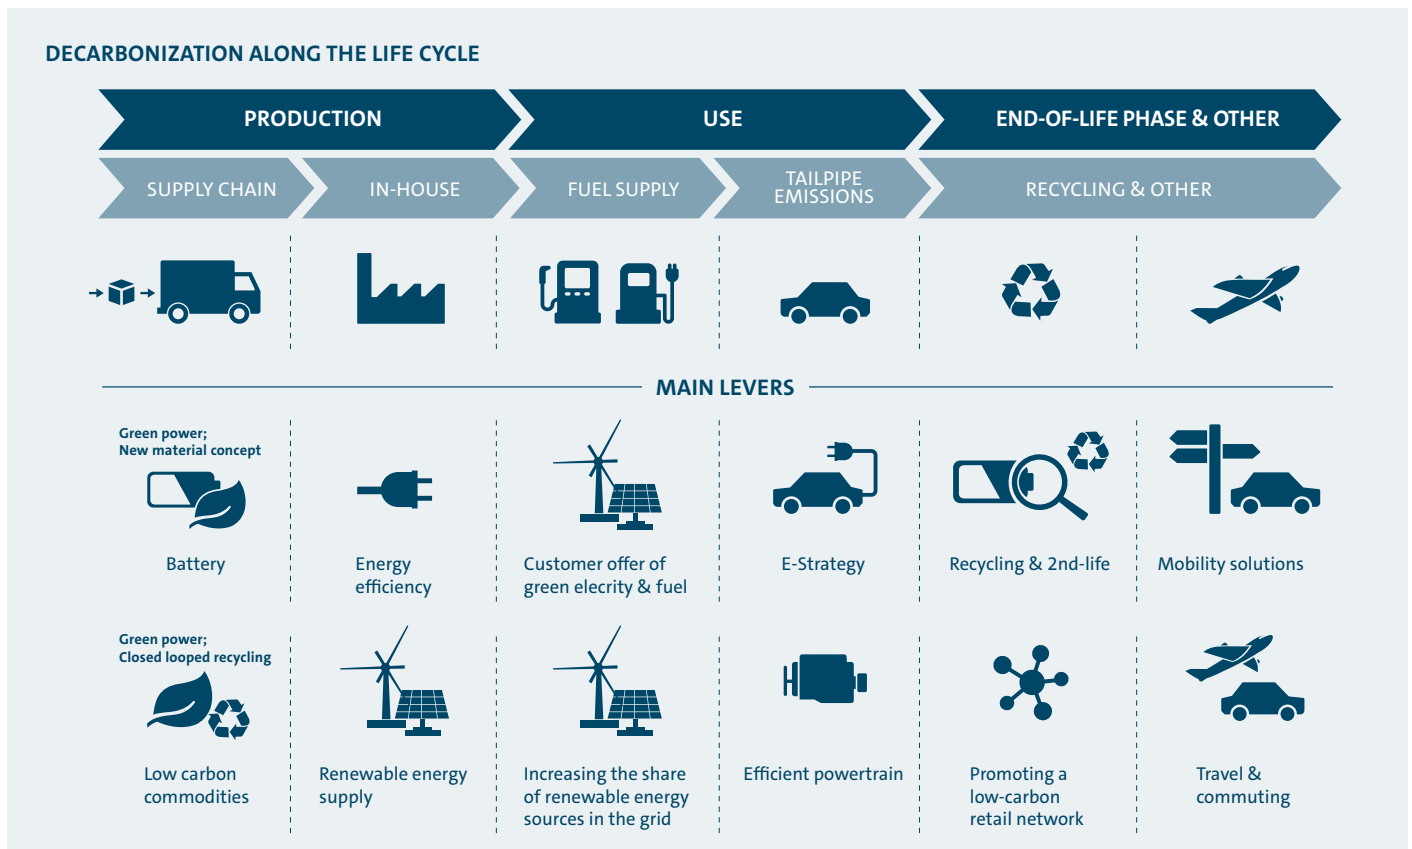 DECARBONIZATION ALONG THE LIFE CYCLE
PRODUCTION
USE
END-OF-LIFE PHASE & OTHER
SUPPLY CHAIN
IN-HOUSE
FUEL SUPPLY
TAILPIPE
EMISSIONS
RECYCLING & OTHER
MAIN LEVERS
Green power;
New material concept
Battery
Energy
efficiency
Customer offer of
green elecrity & fuel
E-Strategy
Recycling & 2nd-life
Mobility solutions
Green power;
Closed looped recycling
Low carbon
commodities
Renewable energy
supply
Increasing the share
of renewable energy
sources in the grid
Efficient powertrain
Promoting a
low-carbon
retail network
Travel &
commuting